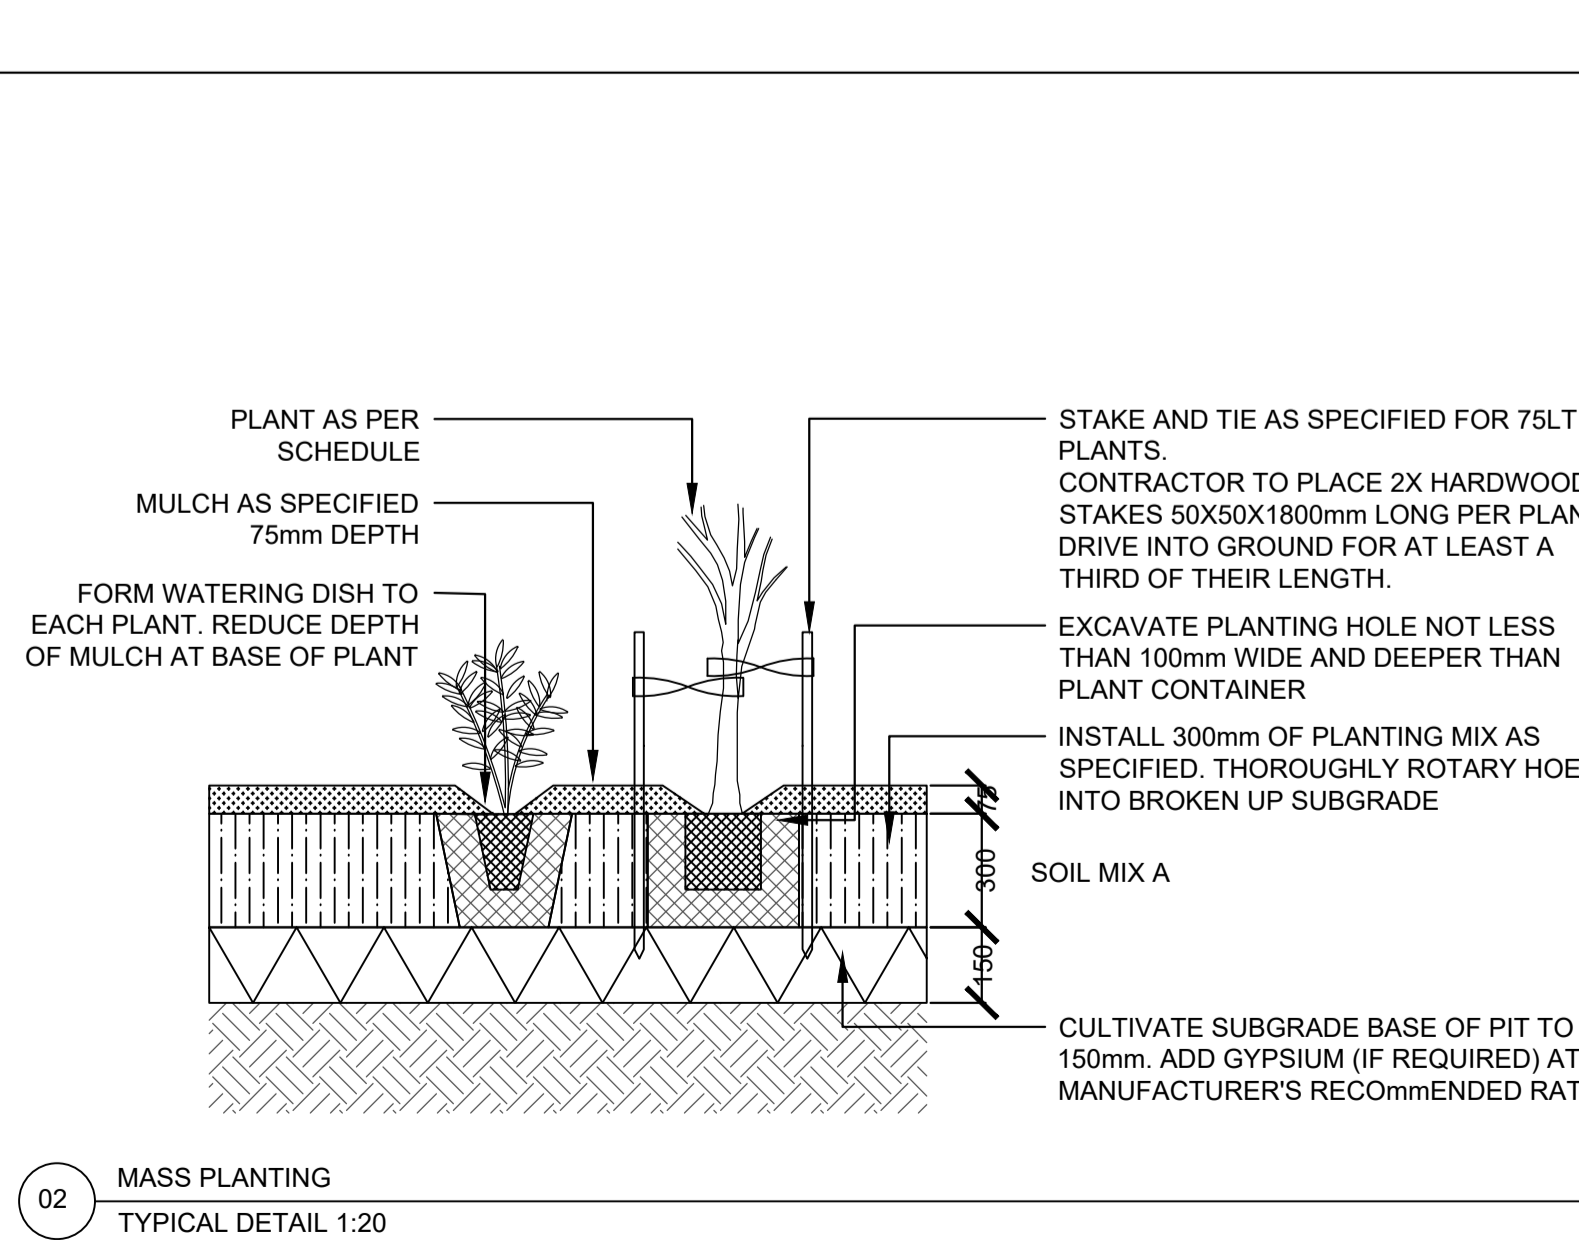 PLANT AS PER
SCHEDULE
MULCH AS SPECIFIED
75mm DEPTH
FORM WATERING DISH TO
EACH PLANT. REDUCE DEPTH
OF MULCH AT BASE OF PLANT
STAKE AND TIE AS SPECIFIED FOR 75LT
PLANTS.
CONTRACTOR TO PLACE 2X HARDWOOD
STAKES 50X50X1800mm LONG PER PLAN
DRIVE INTO GROUND FOR AT LEAST A
THIRD OF THEIR LENGTH.
EXCAVATE PLANTING HOLE NOT LESS
THAN 100mm WIDE AND DEEPER THAN
PLANT CONTAINER
INSTALL 300mm OF PLANTING MIX AS
SPECIFIED. THOROUGHLY ROTARY HOE
INTO BROKEN UP SUBGRADE
75
300
SOIL MIX A
150
CULTIVATE SUBGRADE BASE OF PIT TO
150mm. ADD GYPSIUM (IF REQUIRED) AT
MANUFACTURER'S RECOmmENDED RAT
02
MASS PLANTING
TYPICAL DETAIL 1:20